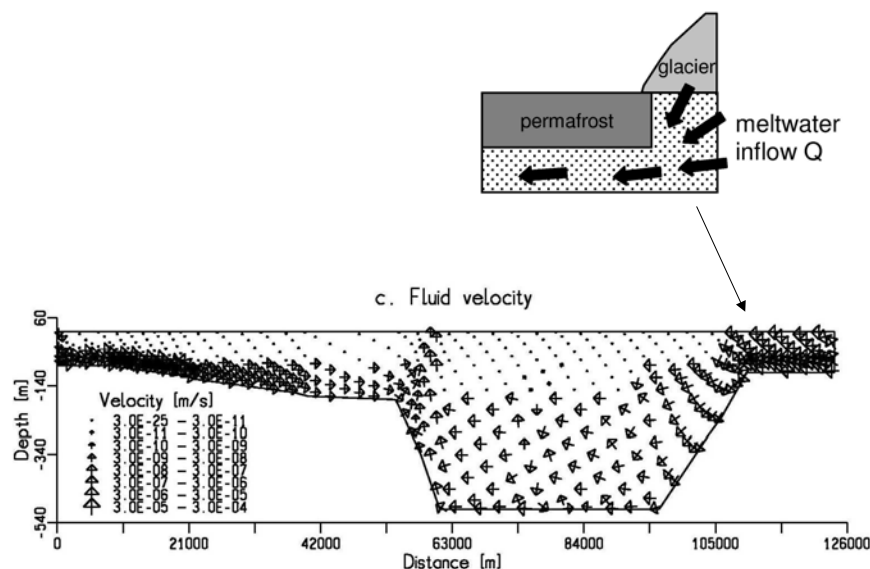 glacier
permafrost
meltwater
inflow Q
c. Fluid velocity
60
-140
-340
-540
Depth [m]
Velocity [m/s]
3.0E-25 – 3.0E-11
3.0E-11 – 3.0E-10
3.0E-10 – 3.0E-09
3.0E-09 – 3.0E-08
3.0E-08 – 3.0E-07
3.0E-07 – 3.0E-06
3.0E-06 – 3.0E-05
3.0E-05 – 3.0E-04
0 21000 42000 63000 84000 105000 126000
Distance [m]